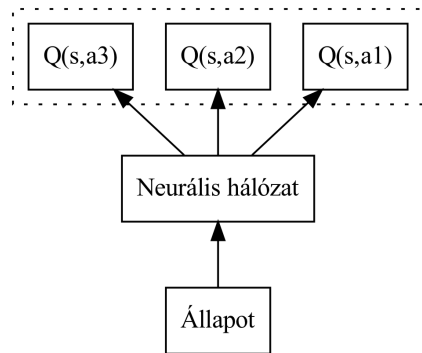 Q(s,a3)
Q(s,a2)
Q(s,a1)
Neurális hálózat
Állapot